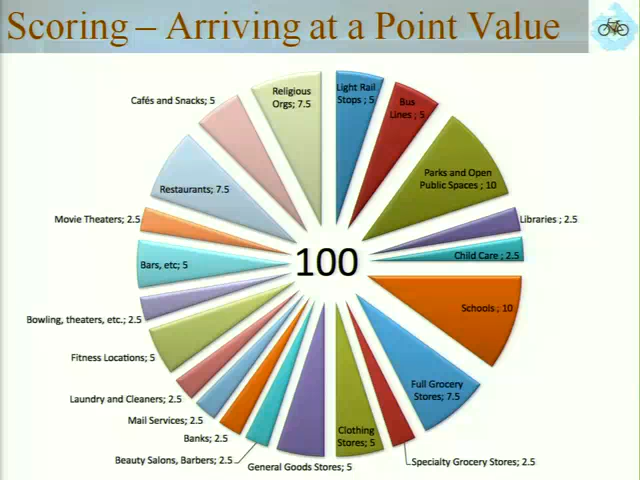 Scoring – Arriving at a Point Value
Light Rail
Stops ; 5
Bus
Lines ; 5
Parks and Open
Public Spaces ; 10
Libraries ; 2.5
Child Care ; 2.5
Schools ; 10
Full Grocery
Stores; 7.5
Specialty Grocery Stores; 2.5
Clothing
Stores; 5
General Goods Stores; 5
Beauty Salons, Barbers; 2.5
Banks; 2.5
Mail Services; 2.5
Laundry and Cleaners; 2.5
Fitness Locations; 5
Bowling, theaters, etc.; 2.5
Bars, etc; 5
Movie Theaters; 2.5
Restaurants; 7.5
Cafés and Snacks; 5
Religious
Orgs; 7.5
100